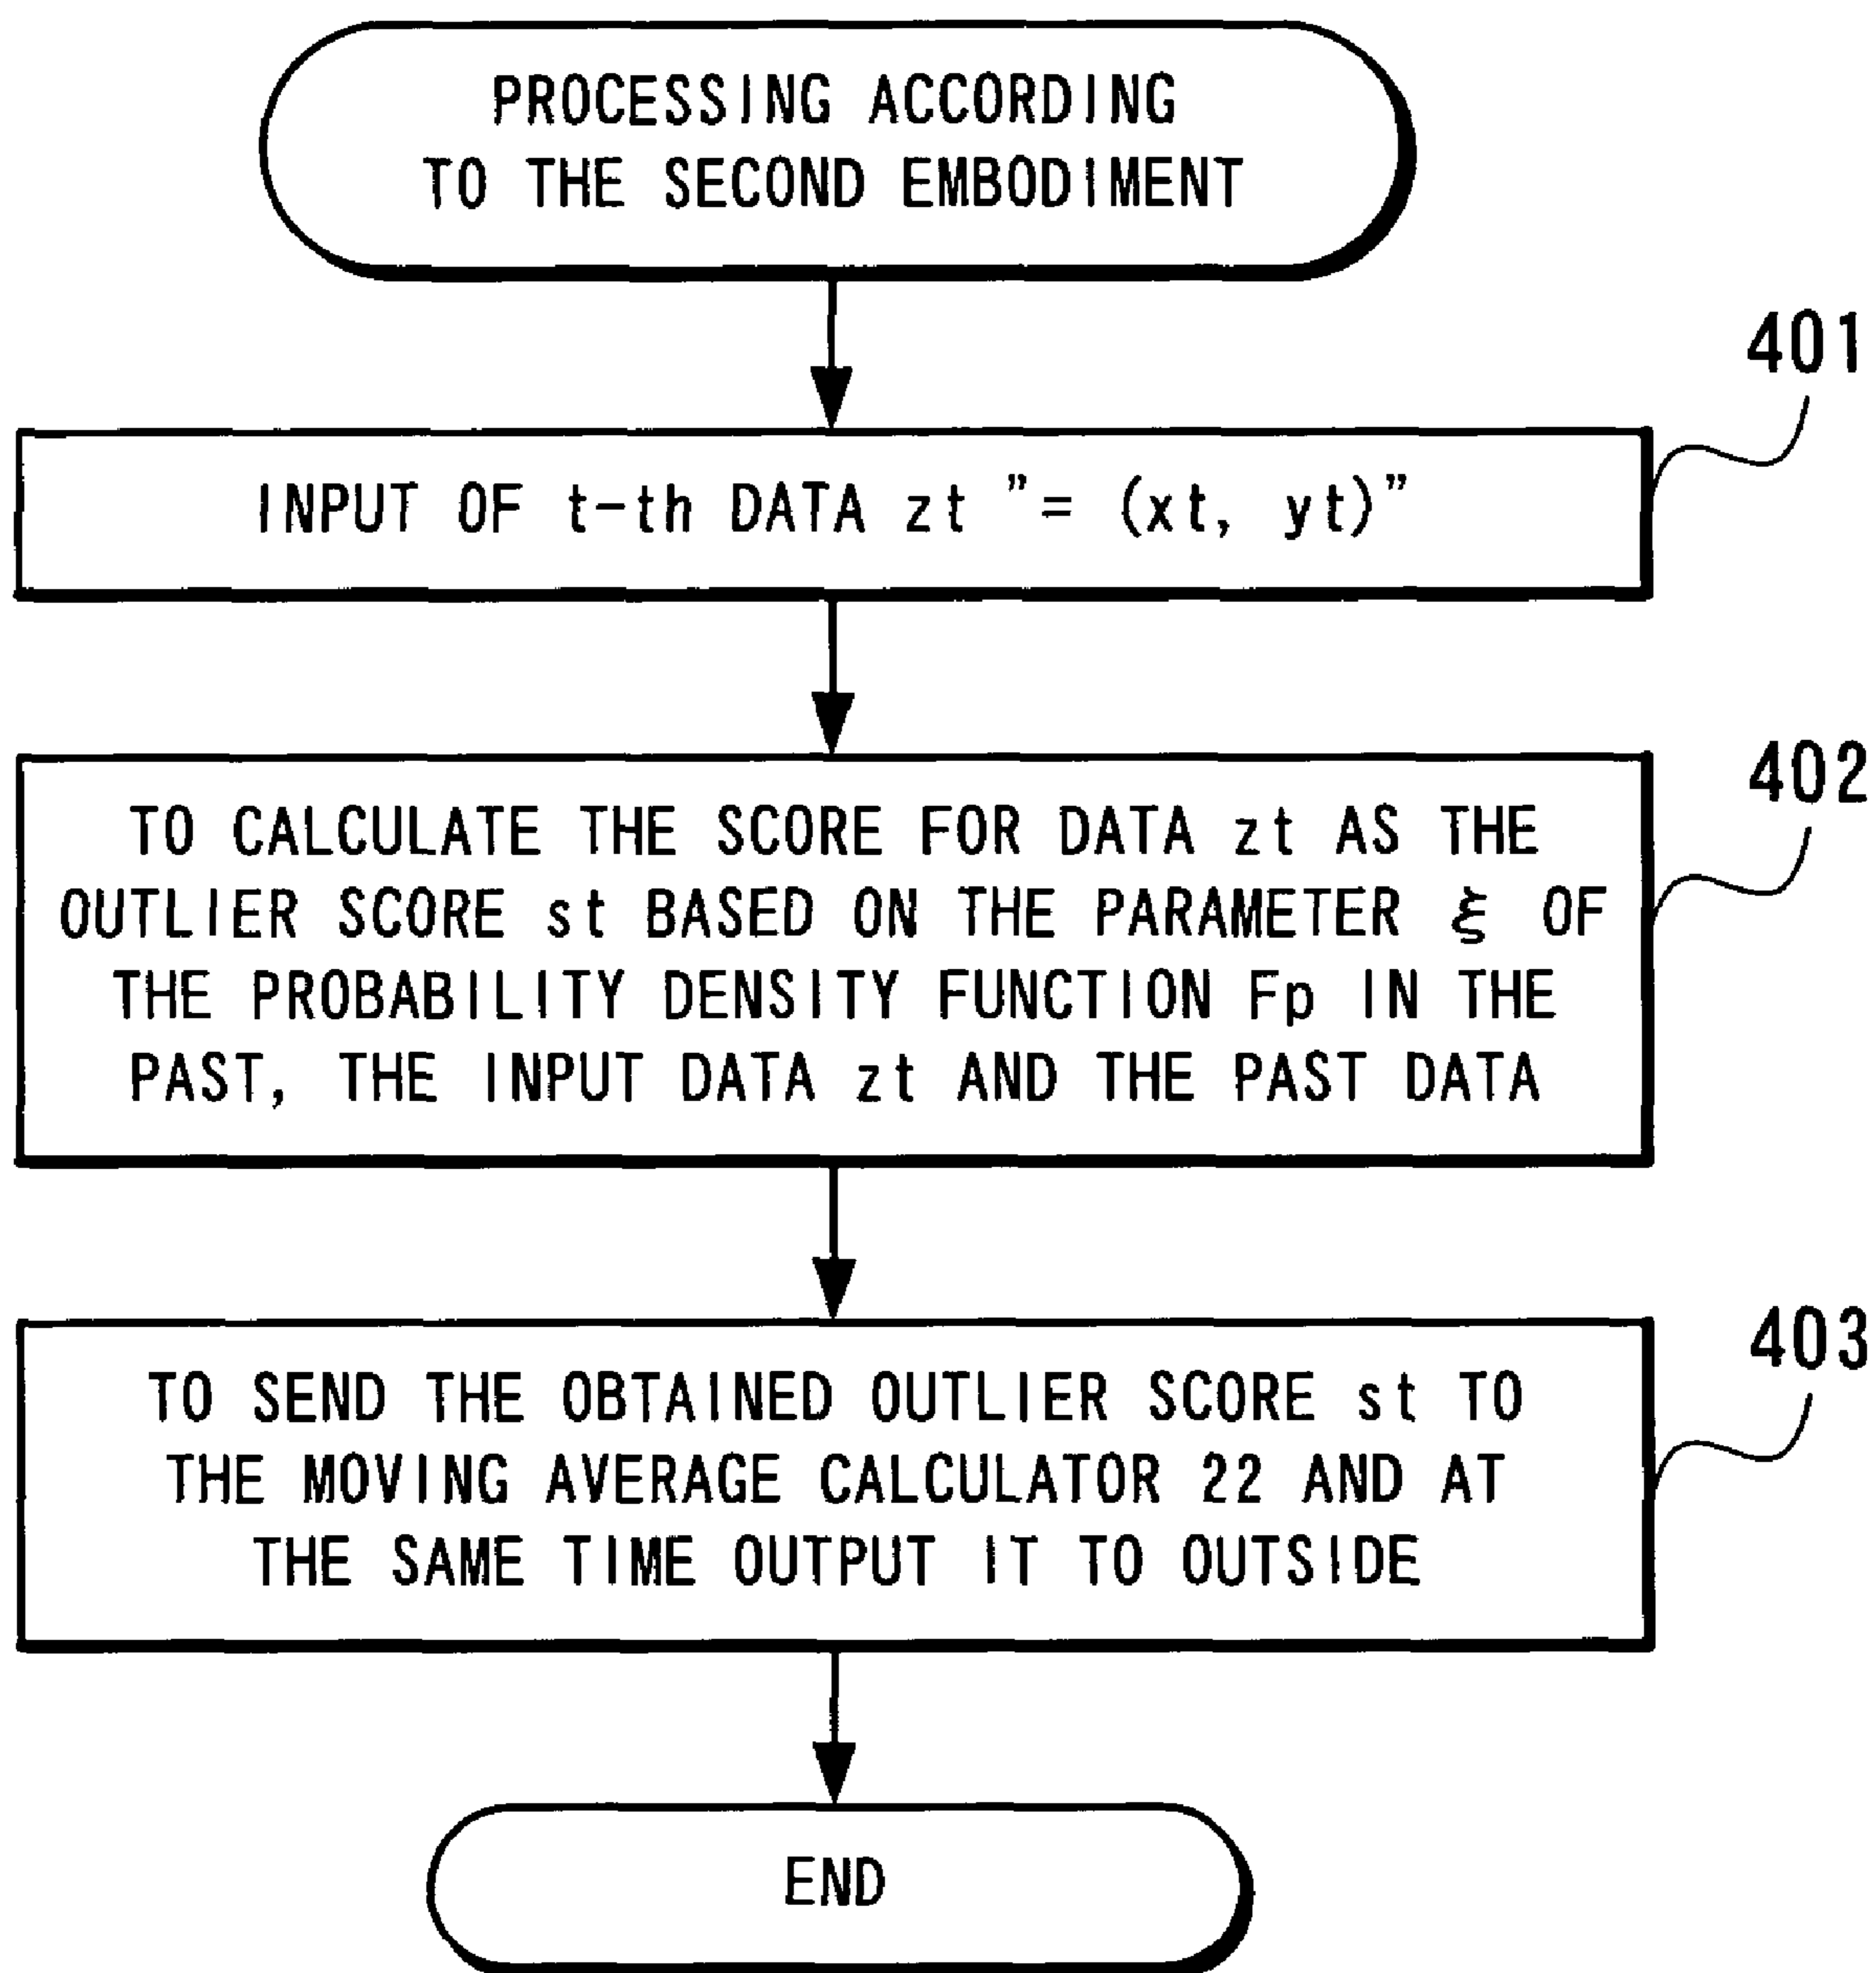 PROCESSING ACCORDING
TO THE SECOND EMBODIMENT
401
INPUT OF t-th DATA zt "= (xt, yt)"
402
TO CALCULATE THE SCORE FOR DATA zt AS THE
OUTLIER SCORE st BASED ON THE PARAMETER ξ OF
THE PROBABILITY DENSITY FUNCTION Fp IN THE
PAST, THE INPUT DATA zt AND THE PAST DATA
403
TO SEND THE OBTAINED OUTLIER SCORE st TO
THE MOVING AVERAGE CALCULATOR 22 AND AT
THE SAME TIME OUTPUT IT TO OUTSIDE
END